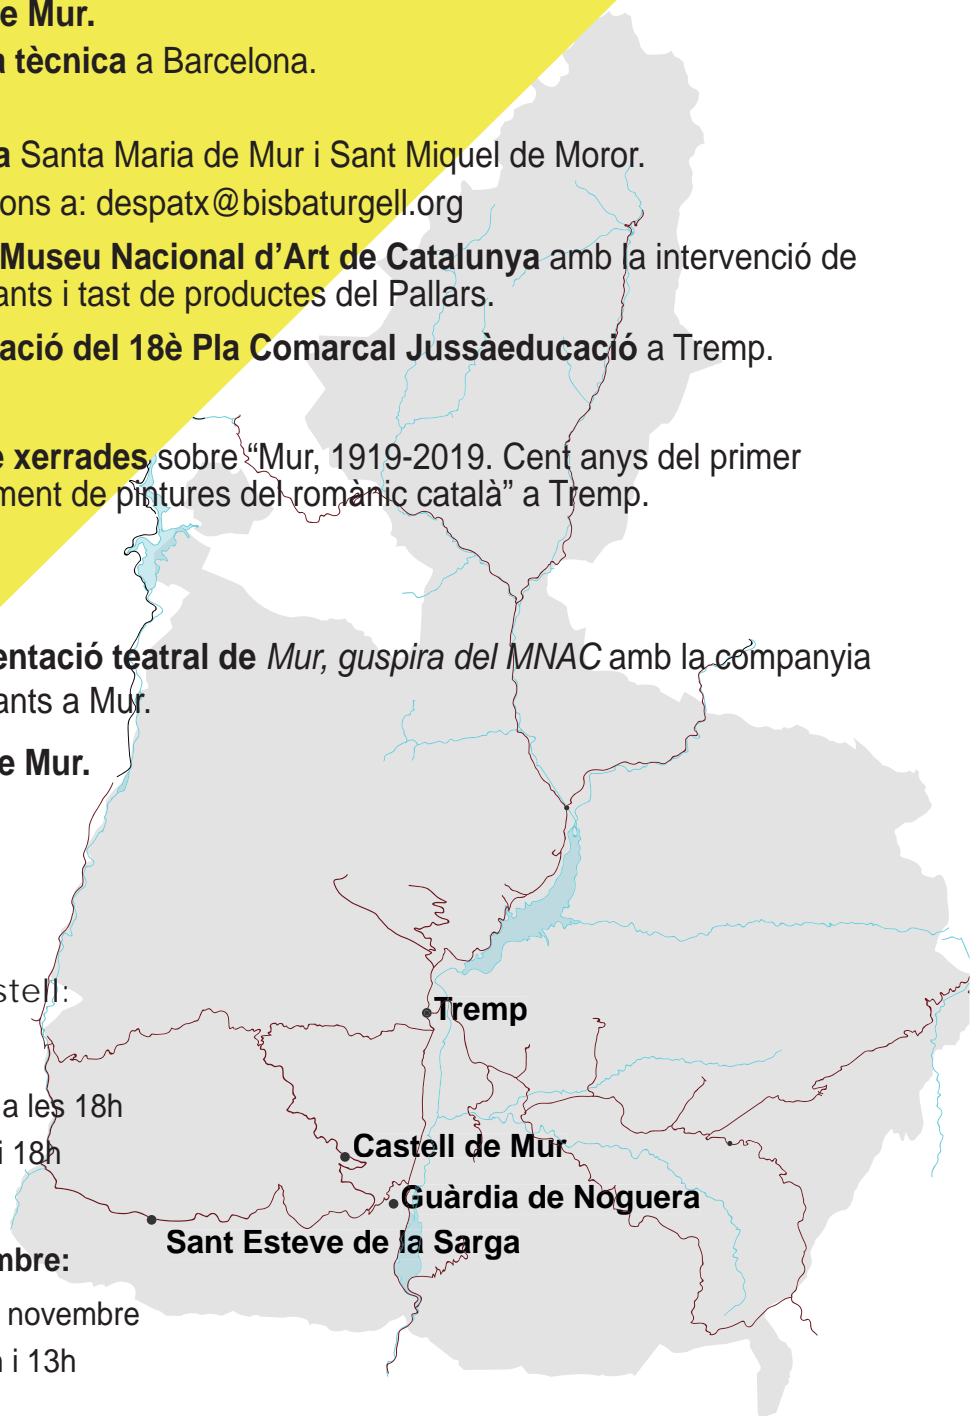 e Mur.
a tècnica a Barcelona.
a Santa Maria de Mur i Sant Miquel de Moror.
ons a: despatx@bisbaturgell.org
Museu Nacional d’Art de Catalunya amb la intervenció de
ants i tast de productes del Pallars.
ació del 18è Pla Comarcal Jussàeducació a Tremp.
e xerrades sobre “Mur, 1919-2019. Cent anys del primer
ment de pintures del romànic català” a Tremp.
entació teatral de Mur, guspira del MNAC amb la companyia
ants a Mur.
e Mur.
stell:
Tremp
a les 18h
i 18h
Castell de Mur
Guàrdia de Noguera
Sant Esteve de la Sarga
mbre:
novembre
i 13h